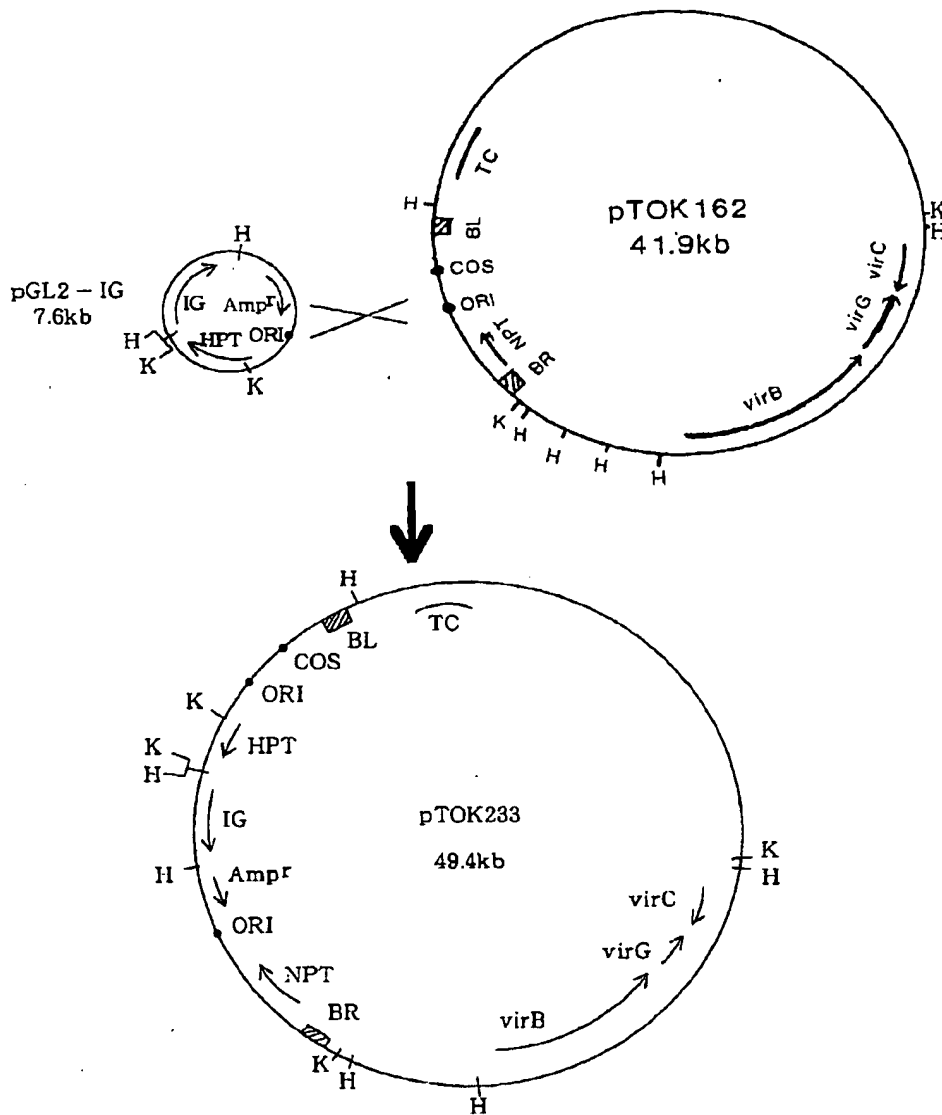 pGL2-IG
7.6kb
H
IG
Ampr
ORI
HPT
H
K
K
pTOK162
41.9kb
TC
H
BL
COS
ORI
NPT
BR
K
H
H
H
H
virB
virG
virC
K
H
pTOK233
49.4kb
H
TC
BL
COS
ORI
K
HPT
K
H
IG
H
Ampr
ORI
NPT
BR
K
H
H
virB
virG
virC
K
H